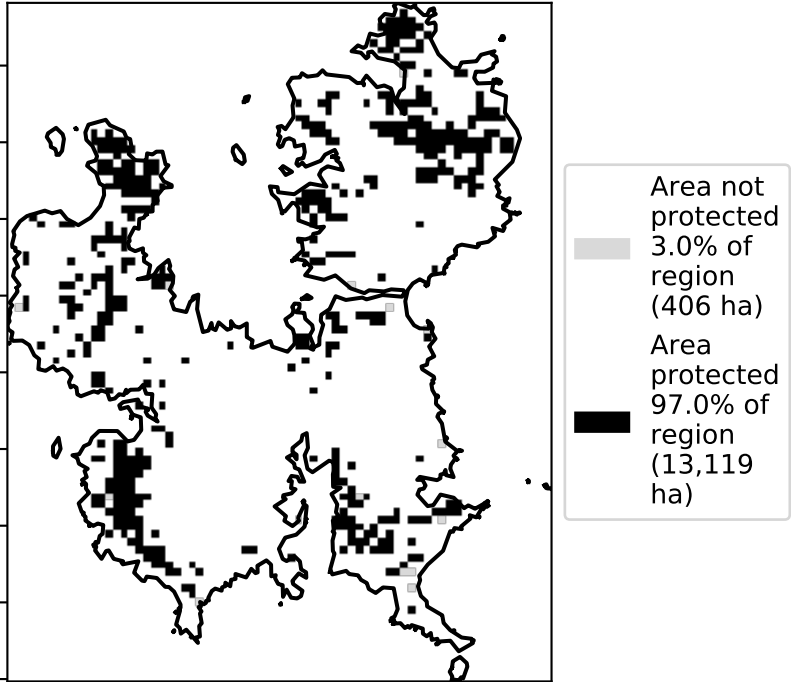 Area not
protected
3.0% of
region
(406 ha)
Area
protected
97.0% of
region
(13,119
ha)